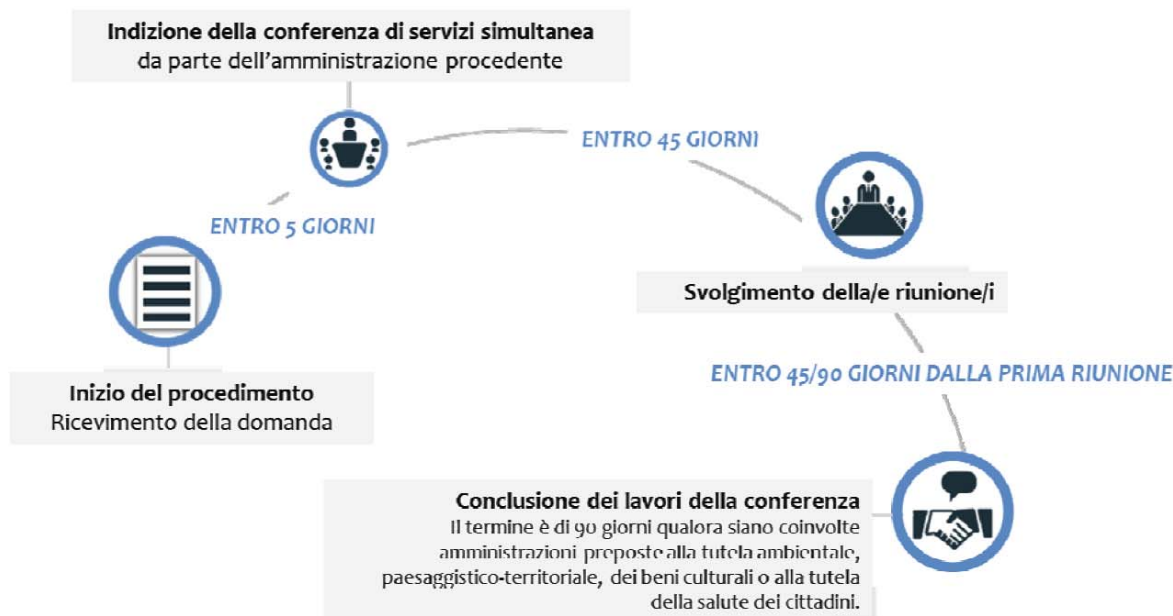 Indizione della conferenza di servizi simultanea
da parte dell'amministrazione procedente
ENTRO 45 GIORNI
ENTRO 5 GIORNI
Svolgimento della/e riunione/i
ENTRO 45/90 GIORNI DALLA PRIMA RIUNIONE
Inizio del procedimento
Ricevimento della domanda
Conclusione dei lavori della conferenza
Il termine è di 90 giorni qualora siano coinvolte
amministrazioni preposte alla tutela ambientale,
paesaggistico-territoriale, dei beni culturali o alla tutela
della salute dei cittadini.